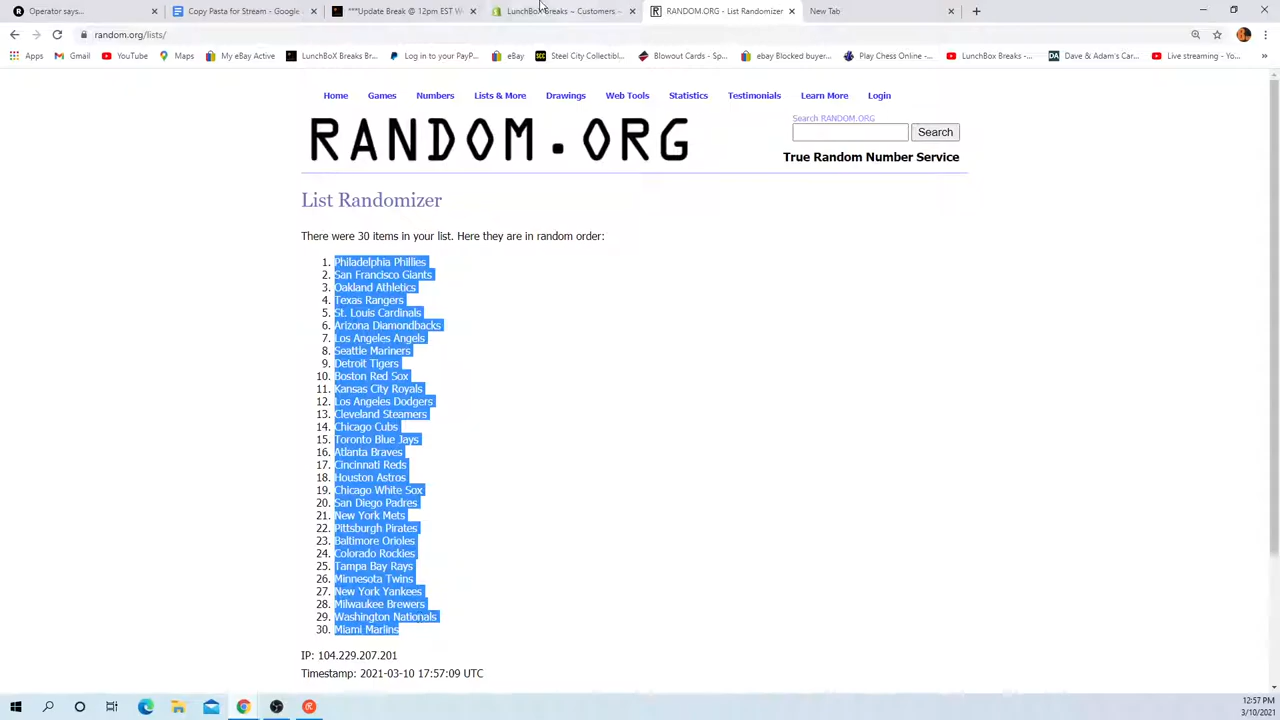 Operator says...
Copy Pasta for Stream - Google
***Update Break @ 12pm EST W
LunchBox Breaks ~ Customers ~
RANDOM.ORG - List Randomizer
New Tab
random.org/lists/
Apps
Gmail
YouTube
Maps
My eBay Active
LunchBOX Breaks Br...
Log in to your PayP...
eBay
Steel City Collectibl...
Blowout Cards - Sp...
ebay Blocked buyer...
Play Chess Online -...
LunchBox Breaks -...
Dave & Adam's Car...
Live streaming - Yo...
Home
Games
Numbers
Lists & More
Drawings
Web Tools
Statistics
Testimonials
Learn More
Login
RANDOM.ORG
Search RANDOM.ORG
Search
True Random Number Service
List Randomizer
There were 30 items in your list. Here they are in random order:
1. Philadelphia Phillies
2. San Francisco Giants
3. Oakland Athletics
4. Texas Rangers
5. St. Louis Cardinals
6. Arizona Diamondbacks
7. Los Angeles Angels
8. Seattle Mariners
9. Detroit Tigers
10. Boston Red Sox
11. Kansas City Royals
12. Los Angeles Dodgers
13. Cleveland Steamers
14. Chicago Cubs
15. Toronto Blue Jays
16. Atlanta Braves
17. Cincinnati Reds
18. Houston Astros
19. Chicago White Sox
20. San Diego Padres
21. New York Mets
22. Pittsburgh Pirates
23. Baltimore Orioles
24. Colorado Rockies
25. Tampa Bay Rays
26. Minnesota Twins
27. New York Yankees
28. Milwaukee Brewers
29. Washington Nationals
30. Miami Marlins
IP: 104.229.207.201
Timestamp: 2021-03-10 17:57:09 UTC
12:57 PM
3/10/2021